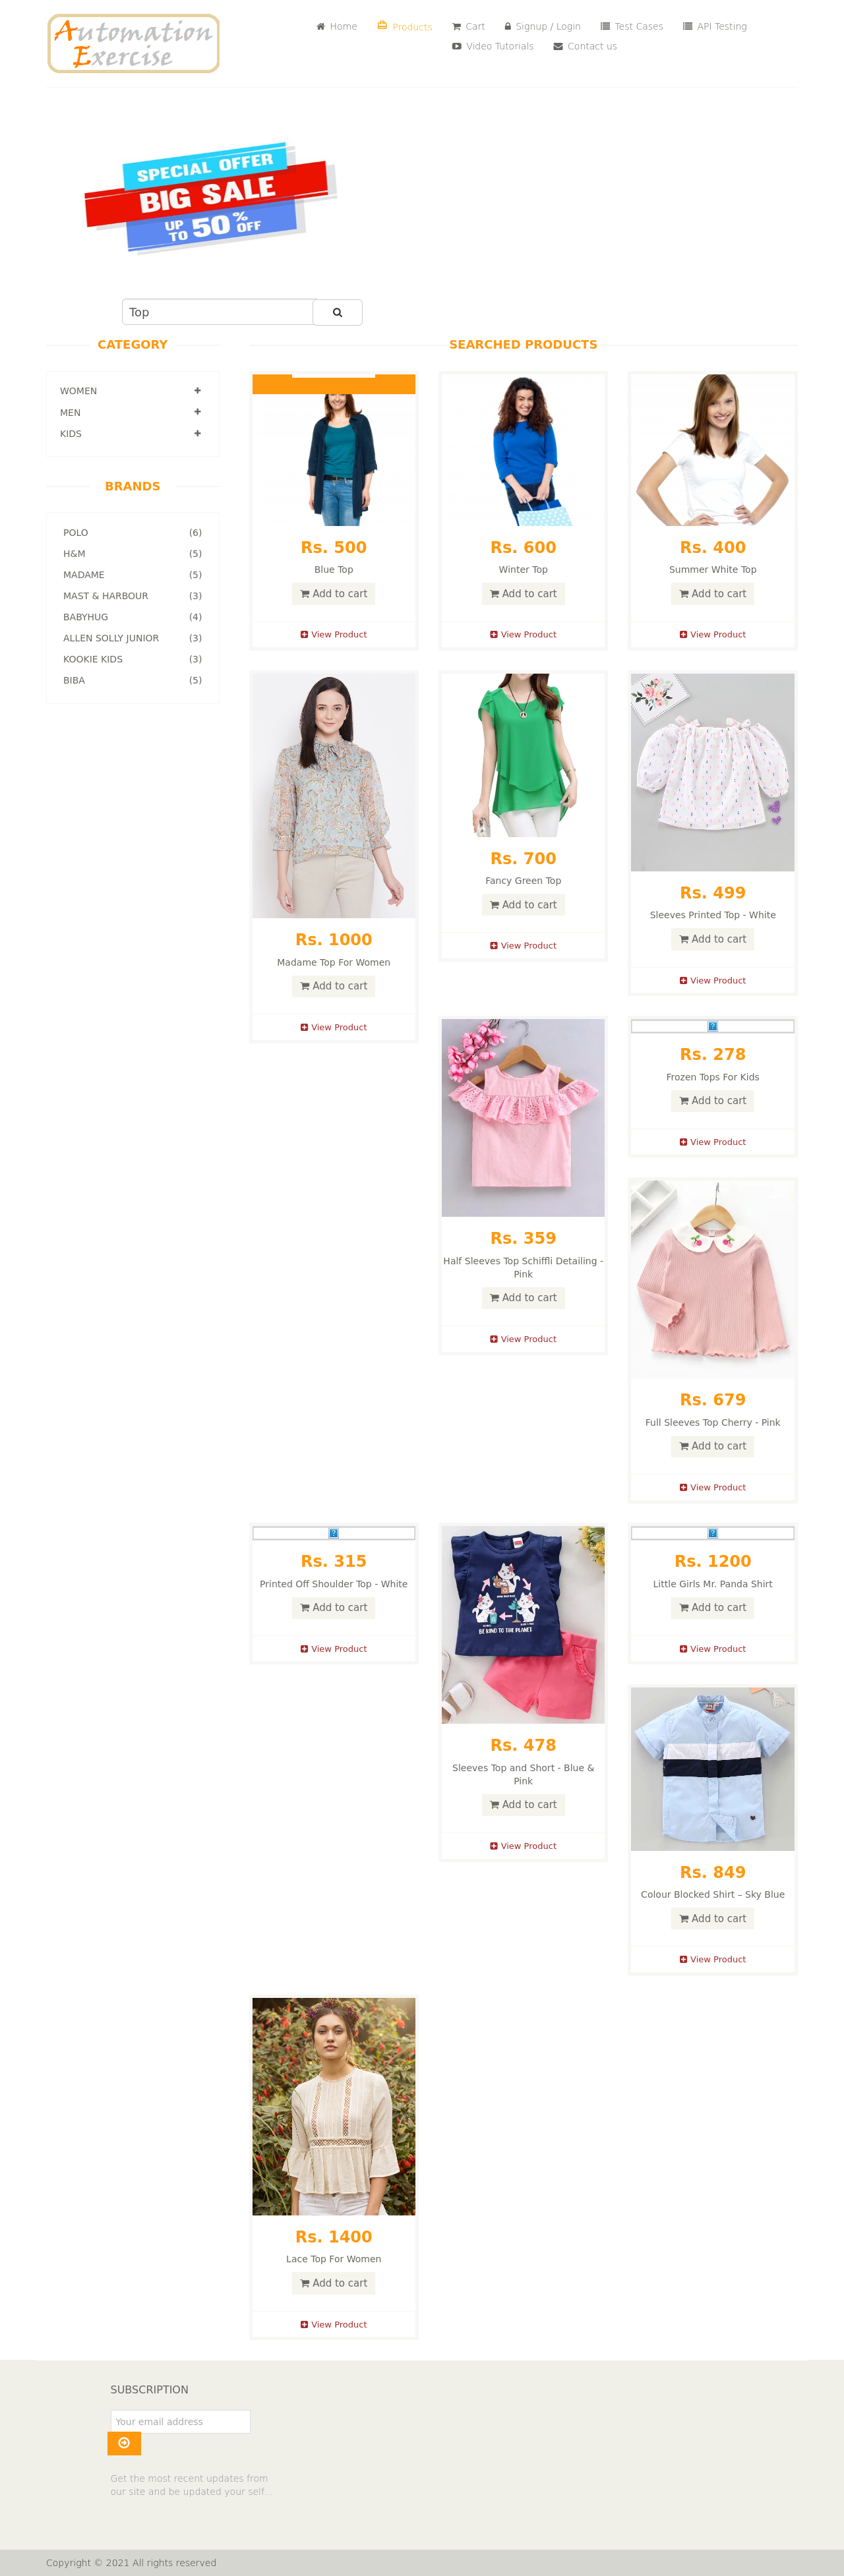 Automation
Exercise
Home
Products
Cart
Signup / Login
Test Cases
API Testing
Video Tutorials
Contact us
SPECIAL OFFER
BIG SALE
UP TO 50% OFF
Top
CATEGORY
WOMEN
MEN
KIDS
BRANDS
POLO (6)
H&M (5)
MADAME (5)
MAST & HARBOUR (3)
BABYHUG (4)
ALLEN SOLLY JUNIOR (3)
KOOKIE KIDS (3)
BIBA (5)
SEARCHED PRODUCTS
Rs. 500
Blue Top
Add to cart
View Product
Rs. 600
Winter Top
Add to cart
View Product
Rs. 400
Summer White Top
Add to cart
View Product
Rs. 1000
Madame Top For Women
Add to cart
View Product
Rs. 700
Fancy Green Top
Add to cart
View Product
Rs. 499
Sleeves Printed Top - White
Add to cart
View Product
Rs. 359
Half Sleeves Top Schiffli Detailing -
Pink
Add to cart
View Product
Rs. 278
Frozen Tops For Kids
Add to cart
View Product
Rs. 679
Full Sleeves Top Cherry - Pink
Add to cart
View Product
Rs. 315
Printed Off Shoulder Top - White
Add to cart
View Product
BE KIND TO THE PLANET
Rs. 478
Sleeves Top and Short - Blue &
Pink
Add to cart
View Product
Rs. 1200
Little Girls Mr. Panda Shirt
Add to cart
View Product
Rs. 849
Colour Blocked Shirt – Sky Blue
Add to cart
View Product
Rs. 1400
Lace Top For Women
Add to cart
View Product
SUBSCRIPTION
Your email address
Get the most recent updates from
our site and be updated your self...
Copyright © 2021 All rights reserved